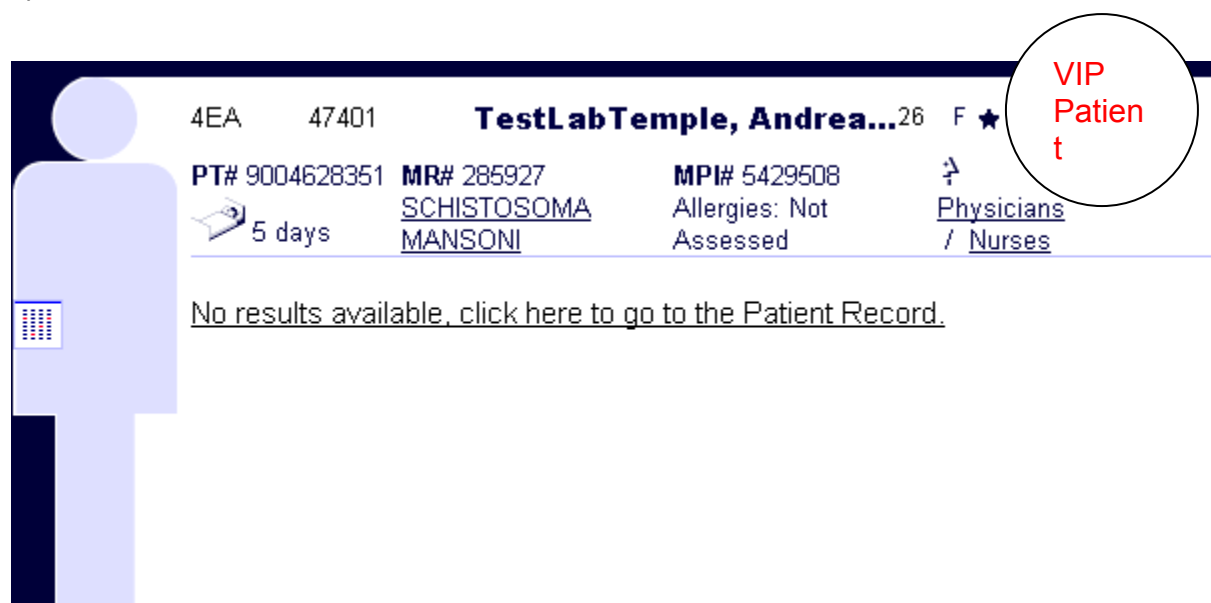 VIP
Patien
t
4EA 47401 TestLabTemple, Andrea...26 F
PT# 9004628351 MR# 285927 MPI# 5429508
5 days SCHISTOSOMA MANSONI Allergies: Not Assessed Physicians / Nurses
No results available, click here to go to the Patient Record.